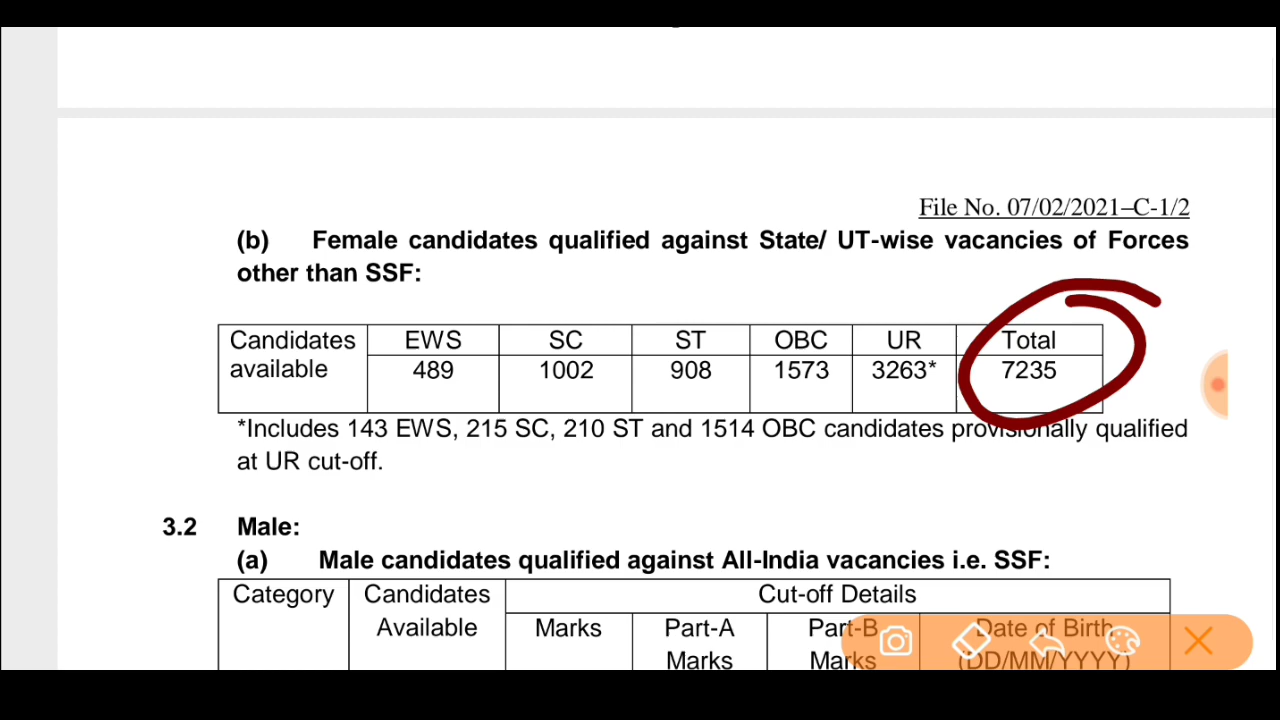 File No. 07/02/2021–C-1/2
(b) Female candidates qualified against State/ UT-wise vacancies of Forces
other than SSF:
Candidates available EWS SC ST OBC UR Total
489 1002 908 1573 3263* 7235
*Includes 143 EWS, 215 SC, 210 ST and 1514 OBC candidates provisionally qualified
at UR cut-off.
3.2 Male:
(a) Male candidates qualified against All-India vacancies i.e. SSF:
Category Candidates Available Cut-off Details
Marks Part-A Marks Part-B Marks Date of Birth (DD/MM/YYYY)